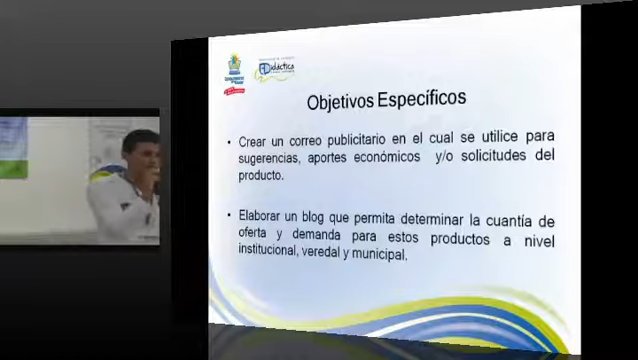 Didáctica
Objetivos Específicos
• Crear un correo publicitario en el cual se utilice para
sugerencias, aportes económicos y/o solicitudes del
producto.
• Elaborar un blog que permita determinar la cuantía de
oferta y demanda para estos productos a nivel
institucional, veredal y municipal.